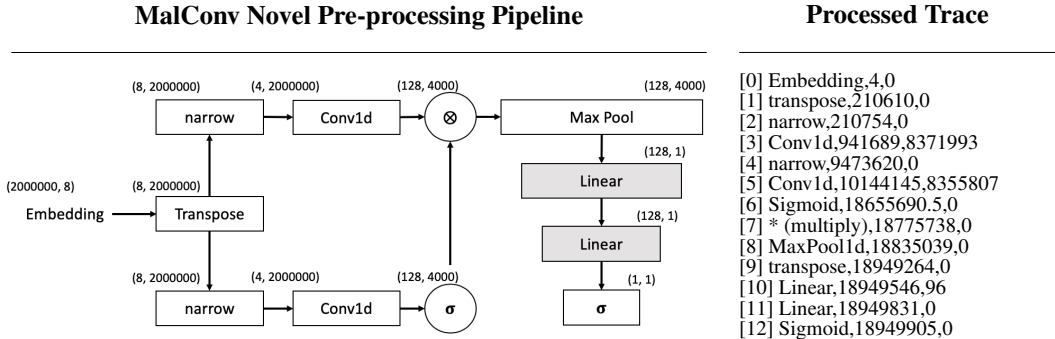 MalConv Novel Pre-processing Pipeline
Processed Trace
(8, 2000000)
(4, 2000000)
(128, 4000)
(128, 4000)
narrow
Conv1d
⊗
Max Pool
(128, 1)
Linear
(2000000, 8)
(8, 2000000)
Embedding
Transpose
(128, 1)
Linear
(8, 2000000)
(4, 2000000)
(128, 4000)
(1, 1)
narrow
Conv1d
σ
σ
[0] Embedding,4,0
[1] transpose,210610,0
[2] narrow,210754,0
[3] Conv1d,941689,8371993
[4] narrow,9473620,0
[5] Conv1d,10144145,8355807
[6] Sigmoid,18655690.5,0
[7] * (multiply),18775738,0
[8] MaxPool1d,18835039,0
[9] transpose,18949264,0
[10] Linear,18949546,96
[11] Linear,18949831,0
[12] Sigmoid,18949905,0